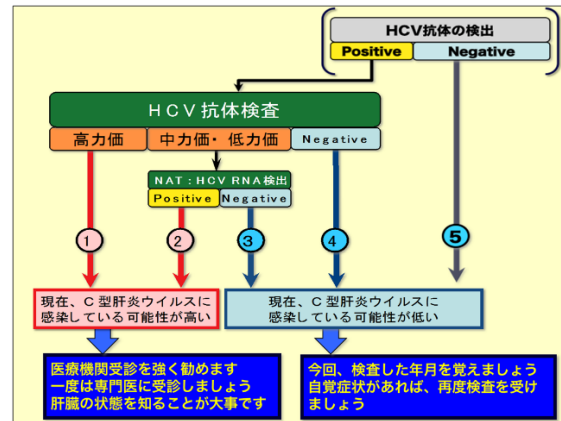 HCV抗体の検出
Positive Negative
HCV抗体検査
高力価 中力価・低力価 Negative
NAT：HCV RNA検出
Positive Negative
1 2 3 4 5
現在、C型肝炎ウイルスに
感染している可能性が高い
現在、C型肝炎ウイルスに
感染している可能性が低い
医療機関受診を強く勧めます
一度は専門医に受診しましょう
肝臓の状態を知ることが大事です
今回、検査した年月を覚えましょう
自覚症状があれば、再度検査を受け
ましょう